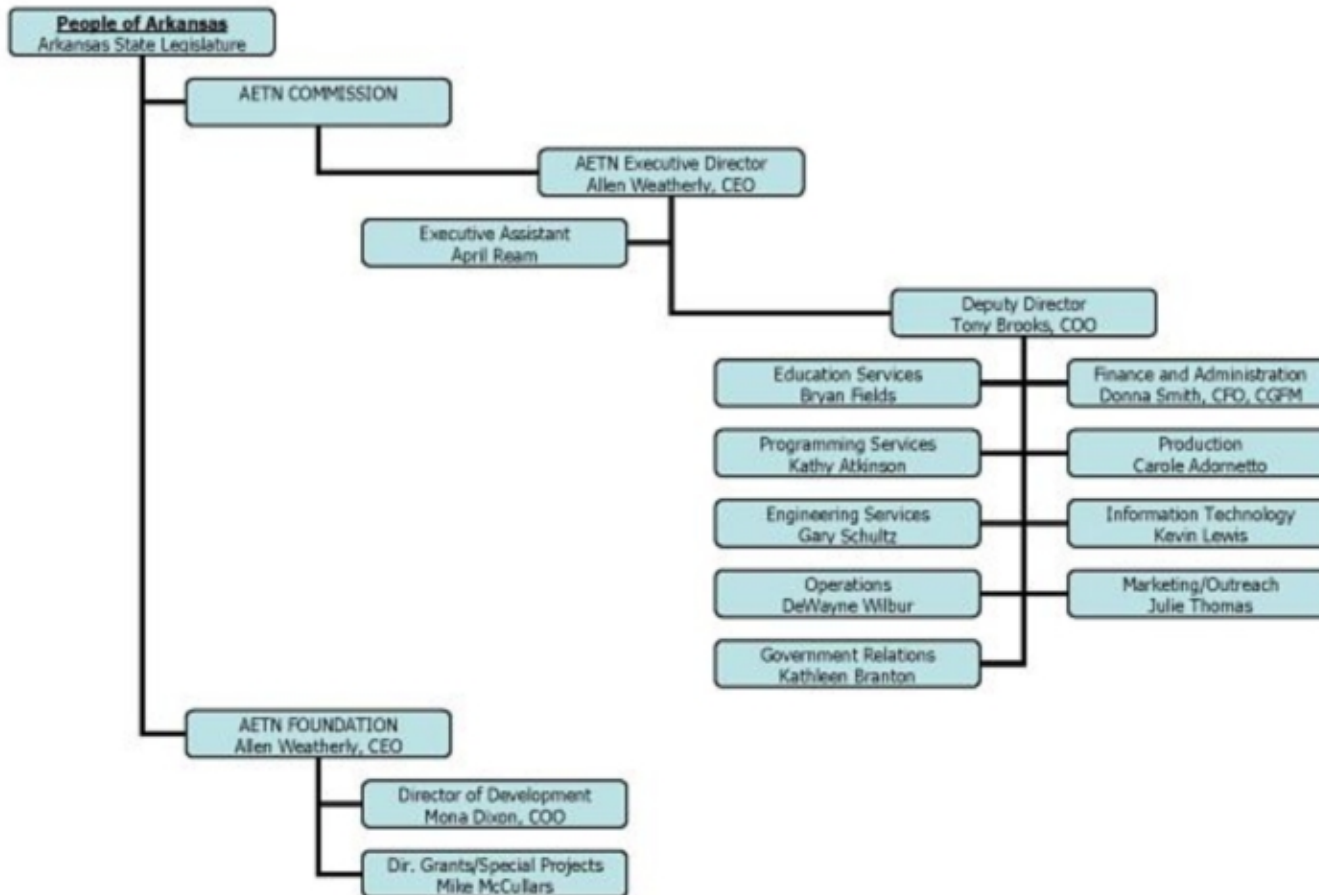 People of Arkansas
Arkansas State Legislature
AETN COMMISSION
AETN Executive Director
Allen Weatherly, CEO
Executive Assistant
April Ream
Deputy Director
Tony Brooks, COO
Education Services
Bryan Fields
Finance and Administration
Donna Smith, CFO, CGFM
Programming Services
Kathy Atkinson
Production
Carole Adornetto
Engineering Services
Gary Schultz
Information Technology
Kevin Lewis
Operations
DeWayne Wilbur
Marketing/Outreach
Julie Thomas
Government Relations
Kathleen Branton
AETN FOUNDATION
Allen Weatherly, CEO
Director of Development
Mona Dixon, COO
Dir. Grants/Special Projects
Mike McCullars